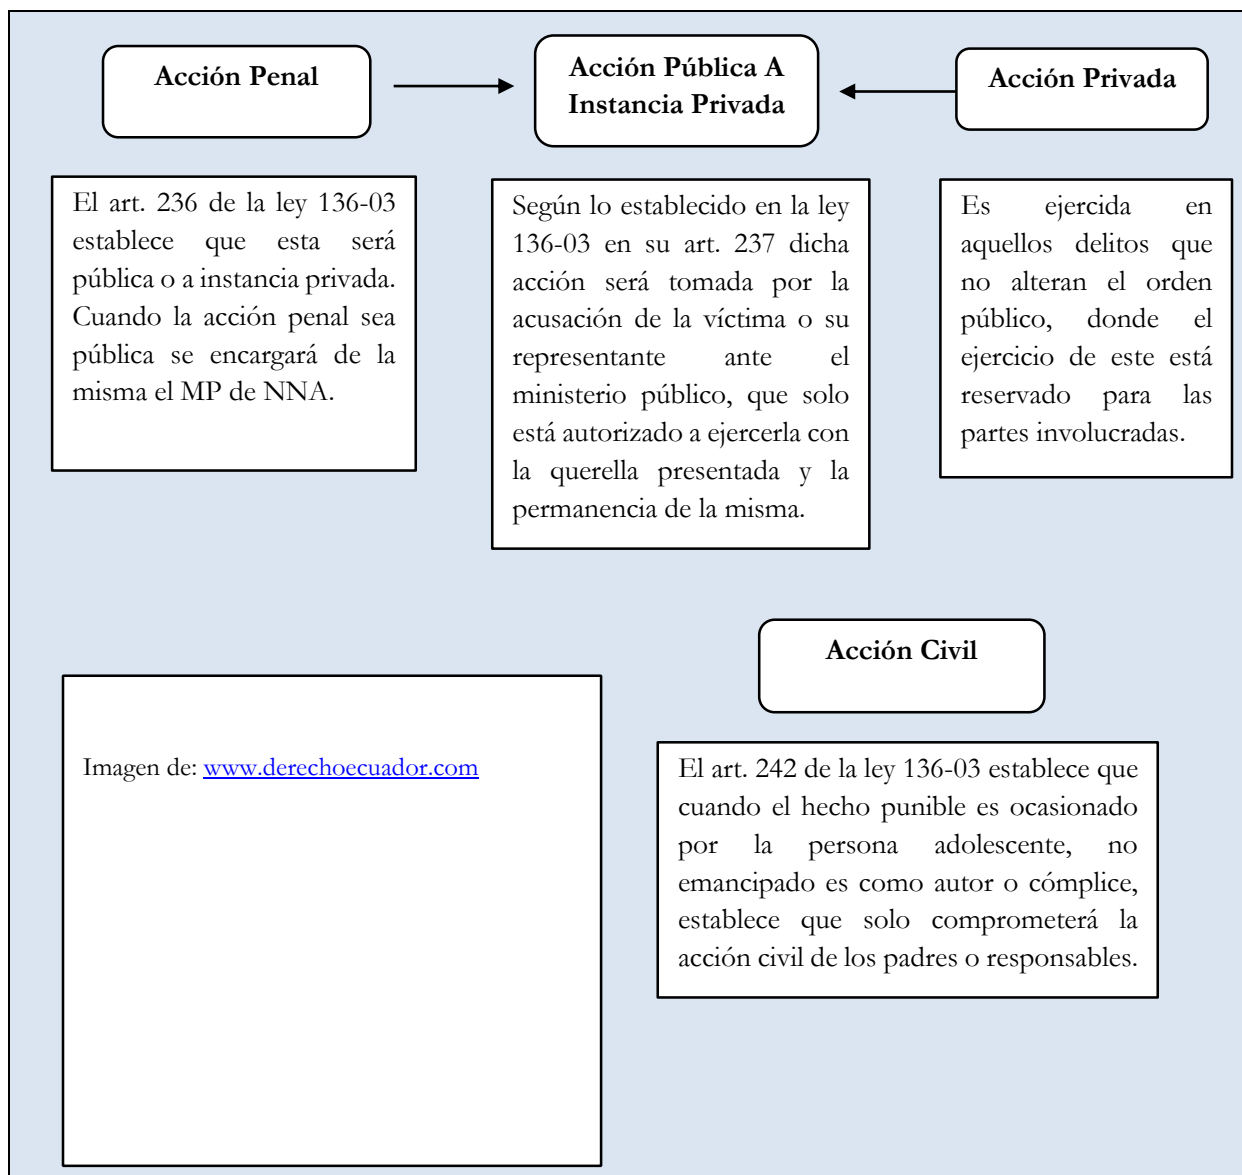 Acción Penal
Acción Pública A
Instancia Privada
Acción Privada
El art. 236 de la ley 136-03
establece que esta será
pública o a instancia privada.
Cuando la acción penal sea
pública se encargará de la
misma el MP de NNA.
Según lo establecido en la ley
136-03 en su art. 237 dicha
acción será tomada por la
acusación de la víctima o su
representante ante el
ministerio público, que solo
está autorizado a ejercerla con
la querella presentada y la
permanencia de la misma.
Es ejercida en
aquellos delitos que
no alteran el orden
público, donde el
ejercicio de este está
reservado para las
partes involucradas.
Acción Civil
Imagen de: www.derechoecuador.com
El art. 242 de la ley 136-03 establece que
cuando el hecho punible es ocasionado
por la persona adolescente, no
emancipado es como autor o cómplice,
establece que solo comprometerá la
acción civil de los padres o responsables.